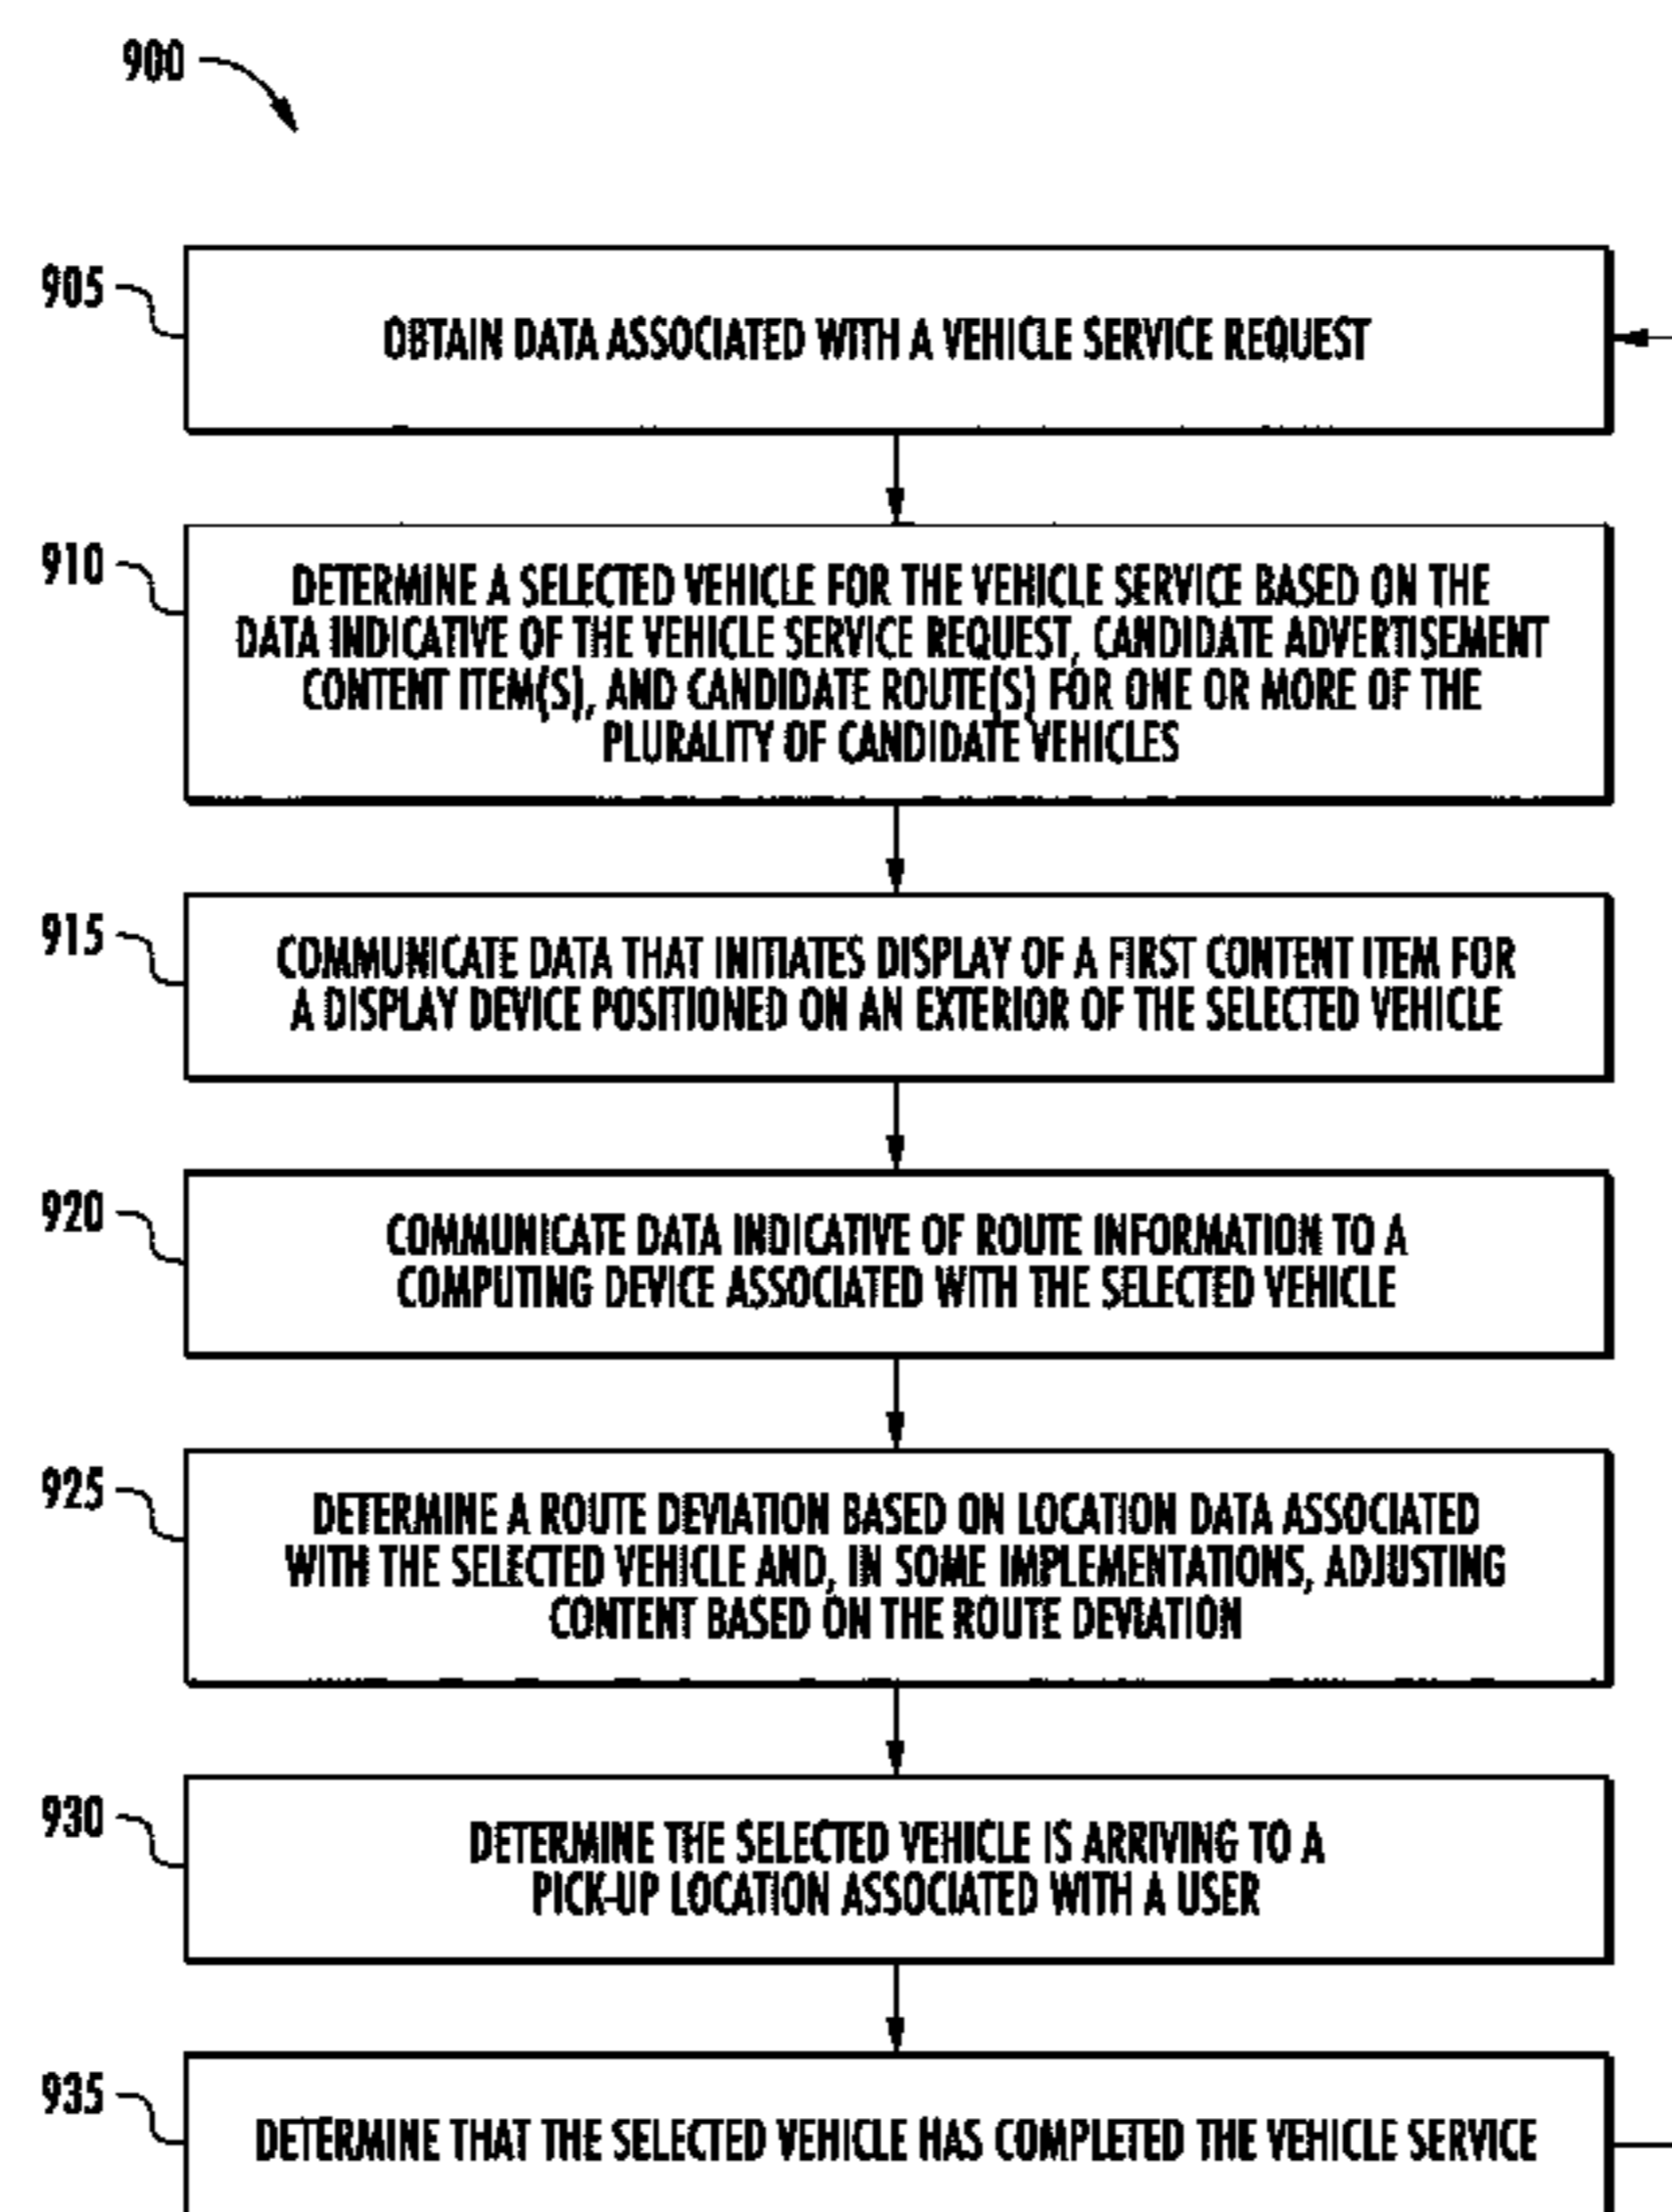 900
905
OBTAIN DATA ASSOCIATED WITH A VEHICLE SERVICE REQUEST
910
DETERMINE A SELECTED VEHICLE FOR THE VEHICLE SERVICE BASED ON THE
DATA INDICATIVE OF THE VEHICLE SERVICE REQUEST, CANDIDATE ADVERTISEMENT
CONTENT ITEM(S), AND CANDIDATE ROUTE(S) FOR ONE OR MORE OF THE
PLURALITY OF CANDIDATE VEHICLES
915
COMMUNICATE DATA THAT INITIATES DISPLAY OF A FIRST CONTENT ITEM FOR
A DISPLAY DEVICE POSITIONED ON AN EXTERIOR OF THE SELECTED VEHICLE
920
COMMUNICATE DATA INDICATIVE OF ROUTE INFORMATION TO A
COMPUTING DEVICE ASSOCIATED WITH THE SELECTED VEHICLE
925
DETERMINE A ROUTE DEVIATION BASED ON LOCATION DATA ASSOCIATED
WITH THE SELECTED VEHICLE AND, IN SOME IMPLEMENTATIONS, ADJUSTING
CONTENT BASED ON THE ROUTE DEVIATION
930
DETERMINE THE SELECTED VEHICLE IS ARRIVING TO A
PICK-UP LOCATION ASSOCIATED WITH A USER
935
DETERMINE THAT THE SELECTED VEHICLE HAS COMPLETED THE VEHICLE SERVICE